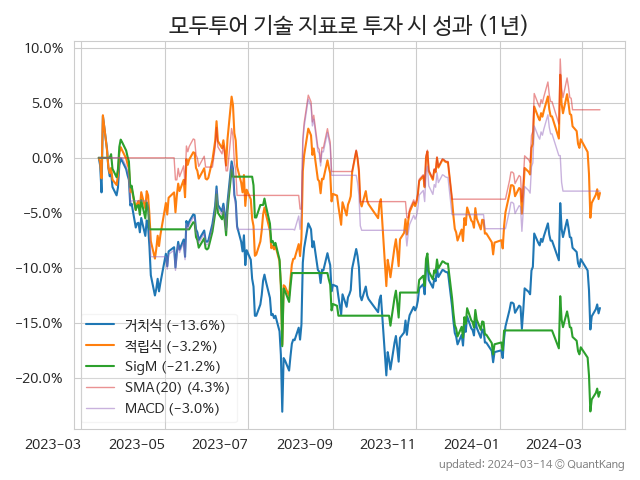 모두투어 기술 지표로 투자 시 성과 (1년)
10.0%
5.0%
0.0%
−5.0%
−10.0%
−15.0%
−20.0%
거치식 (−13.6%)
적립식 (−3.2%)
SigM (−21.2%)
SMA(20) (4.3%)
MACD (−3.0%)
2023-03 2023-05 2023-07 2023-09 2023-11 2024-01 2024-03
updated: 2024-03-14 © QuantKang